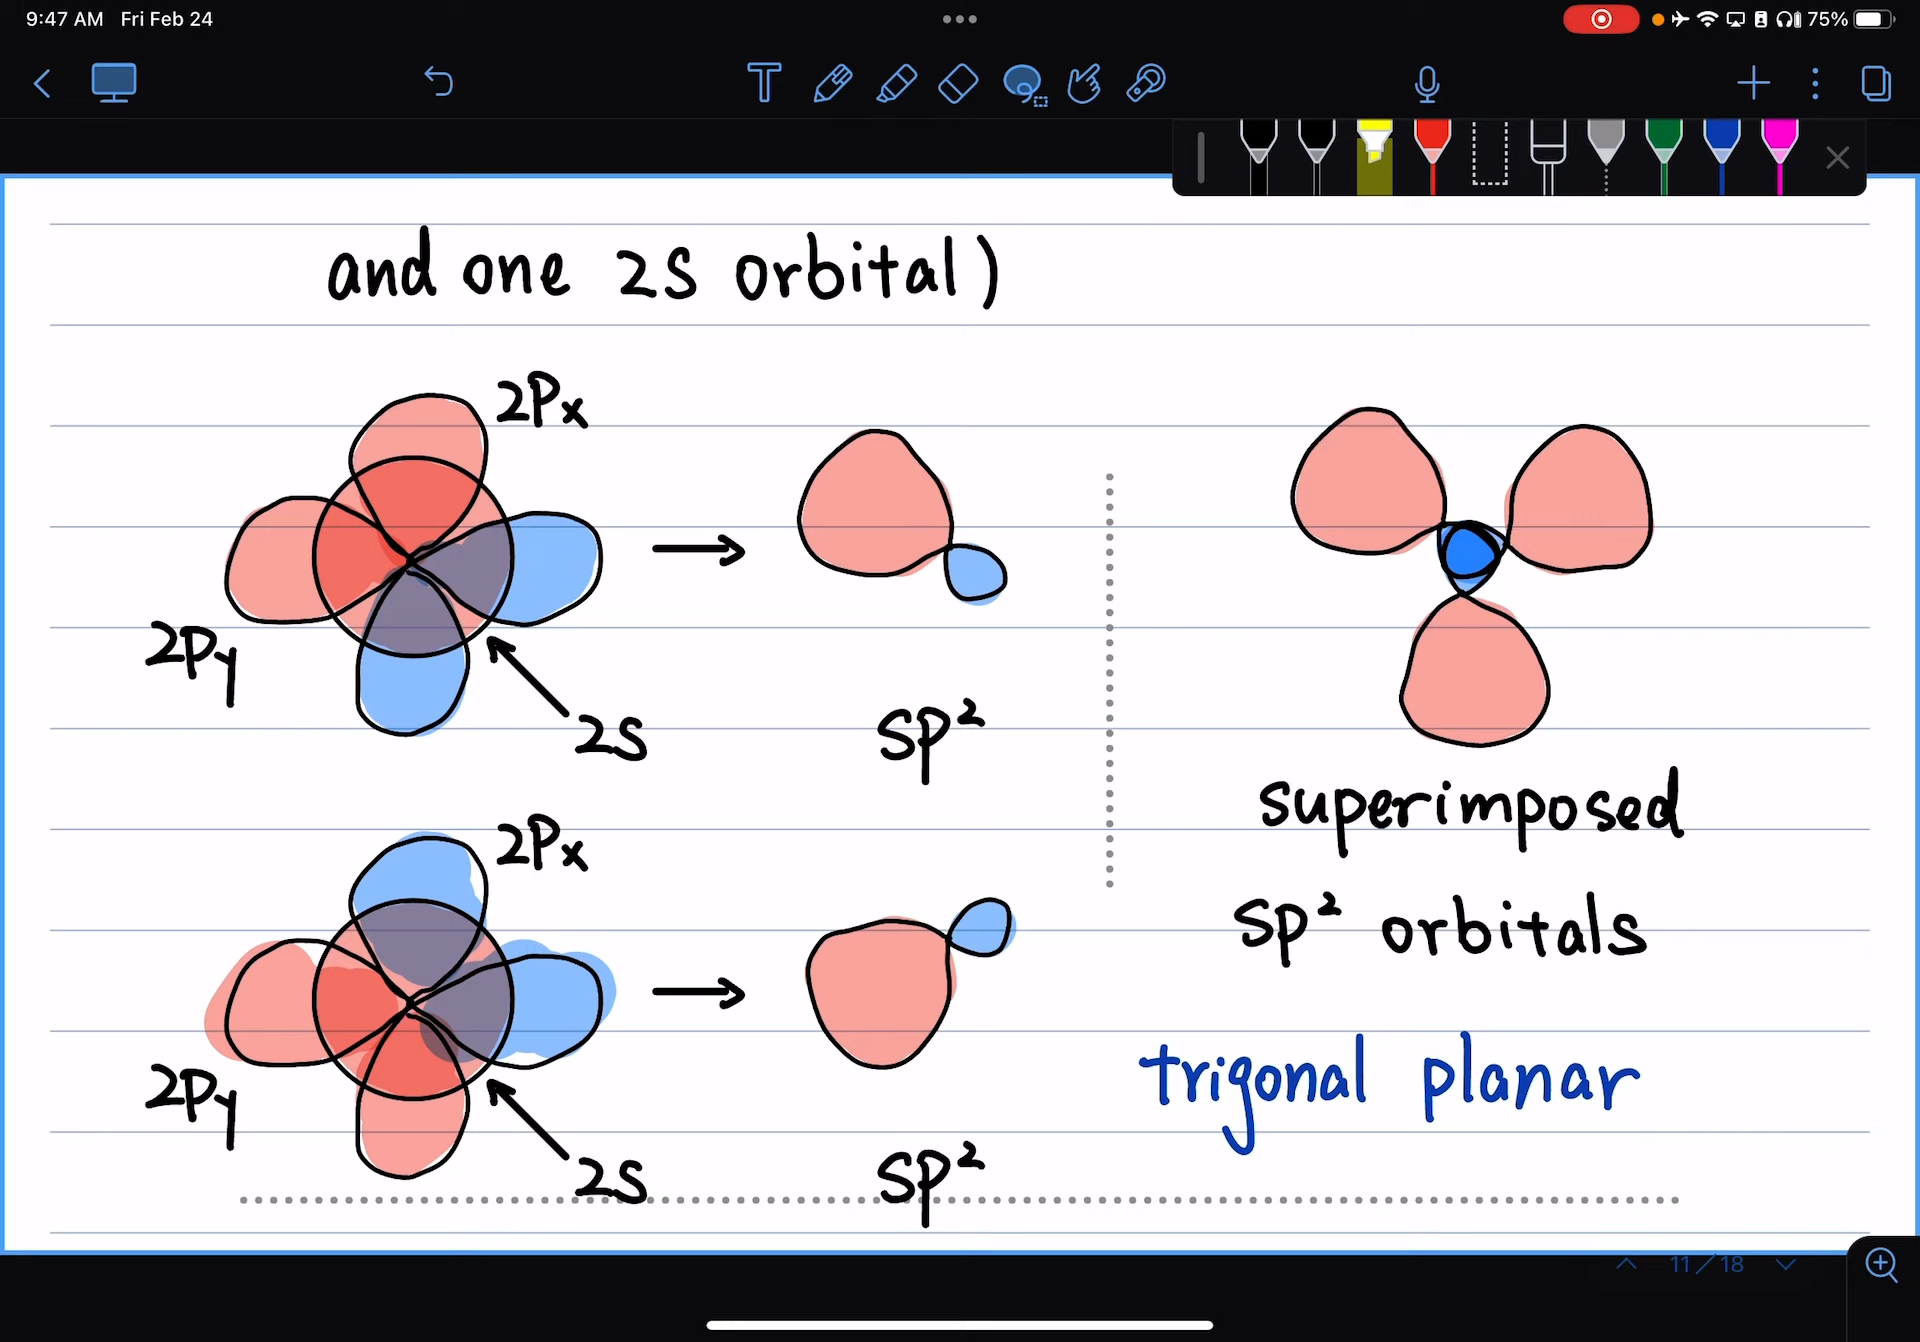 9:47 AM Fri Feb 24
75%
and one 2s orbital)
2Px
2Py
2s
sp²
superimposed
sp² orbitals
trigonal planar
2Px
2Py
2s
sp²
11/18